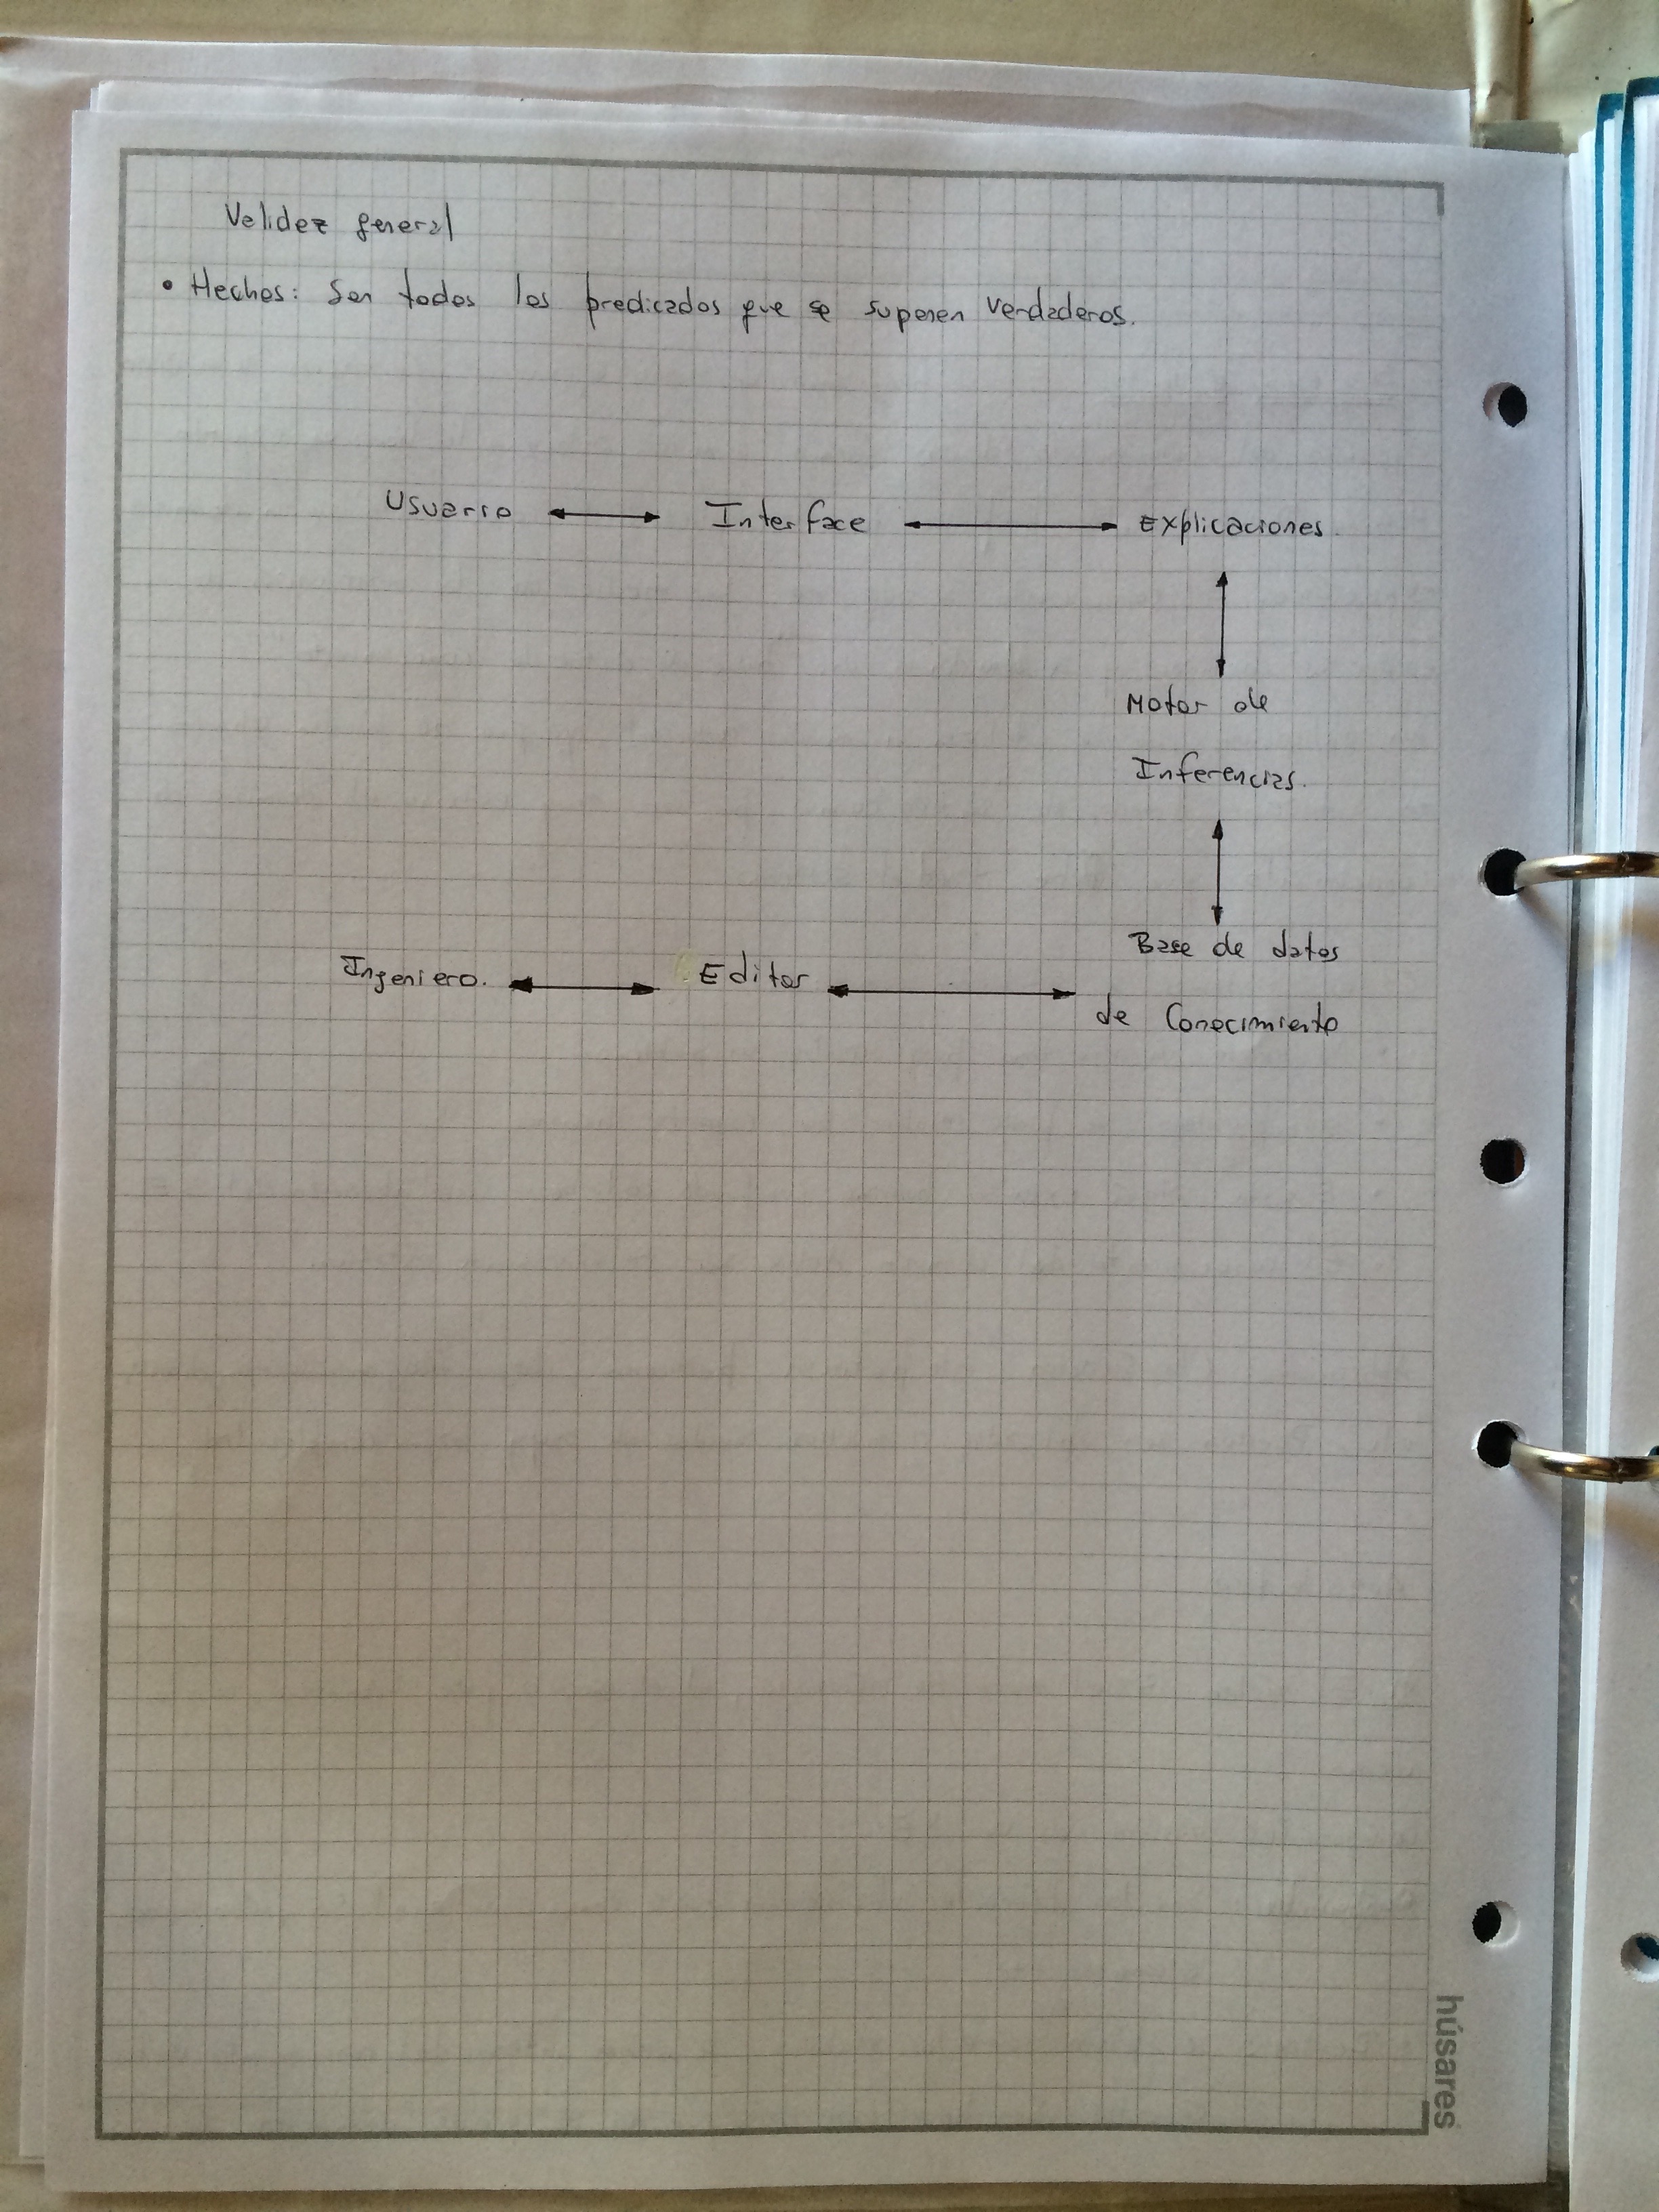 Validez general
• Hechos: Son todos los predicados que se suponen verdaderos.
Usuario Interface Explicaciones.
Motor de
Inferencias.
Base de datos
Ingeniero. Editor
de Conocimiento
húsares